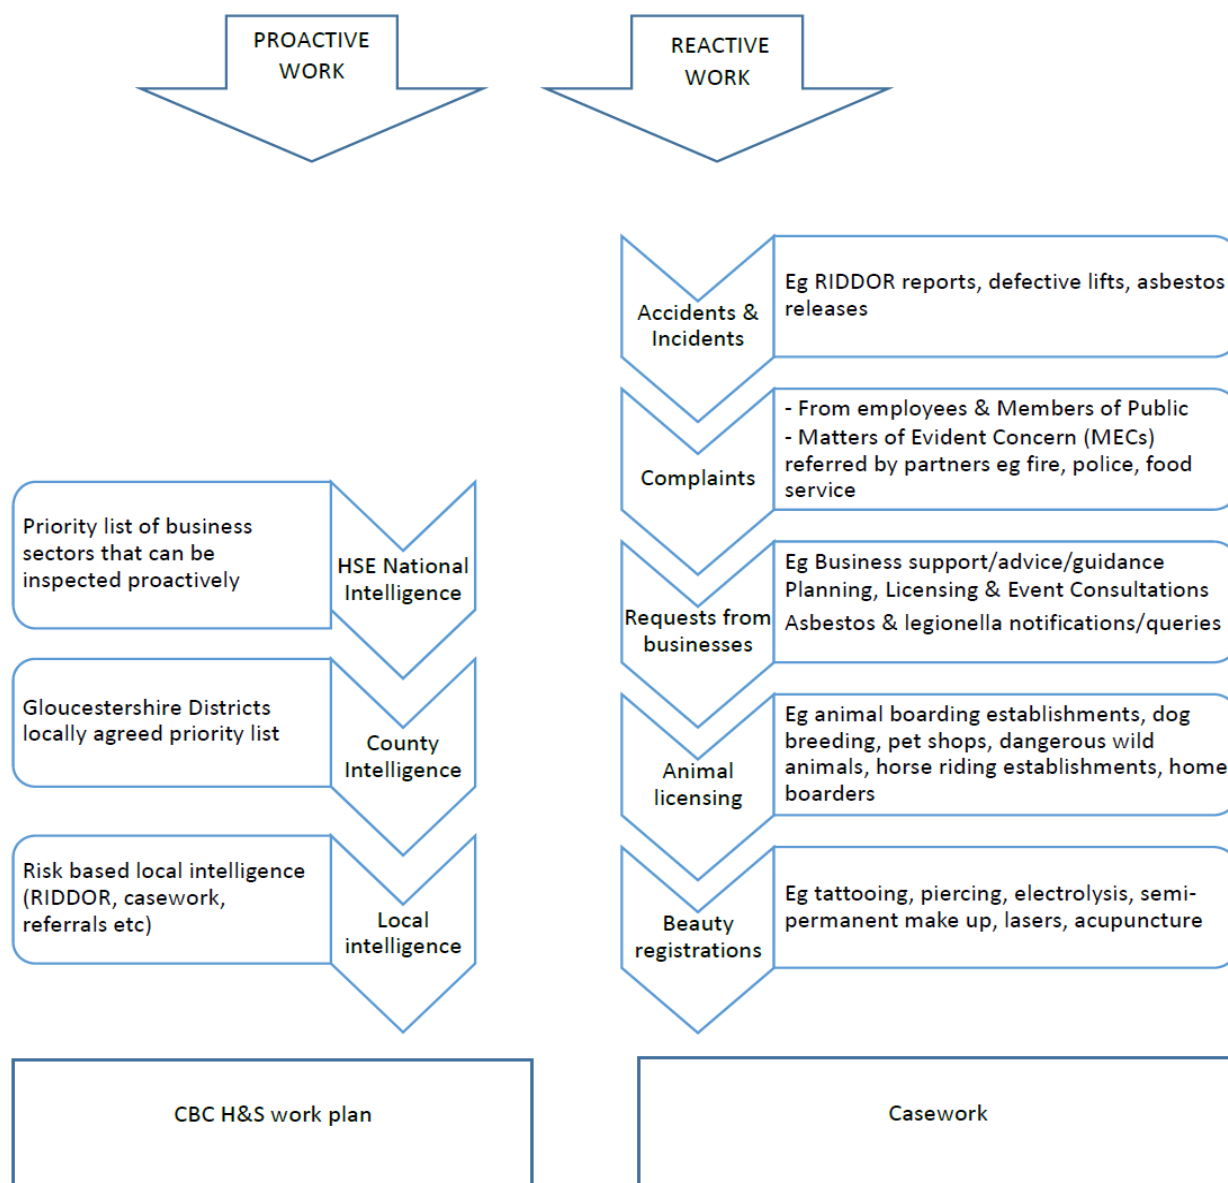 PROACTIVE
WORK
REACTIVE
WORK
Accidents &
Incidents
Eg RIDDOR reports, defective lifts, asbestos
releases
Complaints
- From employees & Members of Public
- Matters of Evident Concern (MECs)
referred by partners eg fire, police, food
service
Priority list of business
sectors that can be
inspected proactively
HSE National
Intelligence
Requests from
businesses
Eg Business support/advice/guidance
Planning, Licensing & Event Consultations
Asbestos & legionella notifications/queries
Gloucestershire Districts
locally agreed priority list
County
Intelligence
Animal
licensing
Eg animal boarding establishments, dog
breeding, pet shops, dangerous wild
animals, horse riding establishments, home
boarders
Risk based local intelligence
(RIDDOR, casework,
referrals etc)
Local
intelligence
Beauty
registrations
Eg tattooing, piercing, electrolysis, semi-
permanent make up, lasers, acupuncture
CBC H&S work plan
Casework